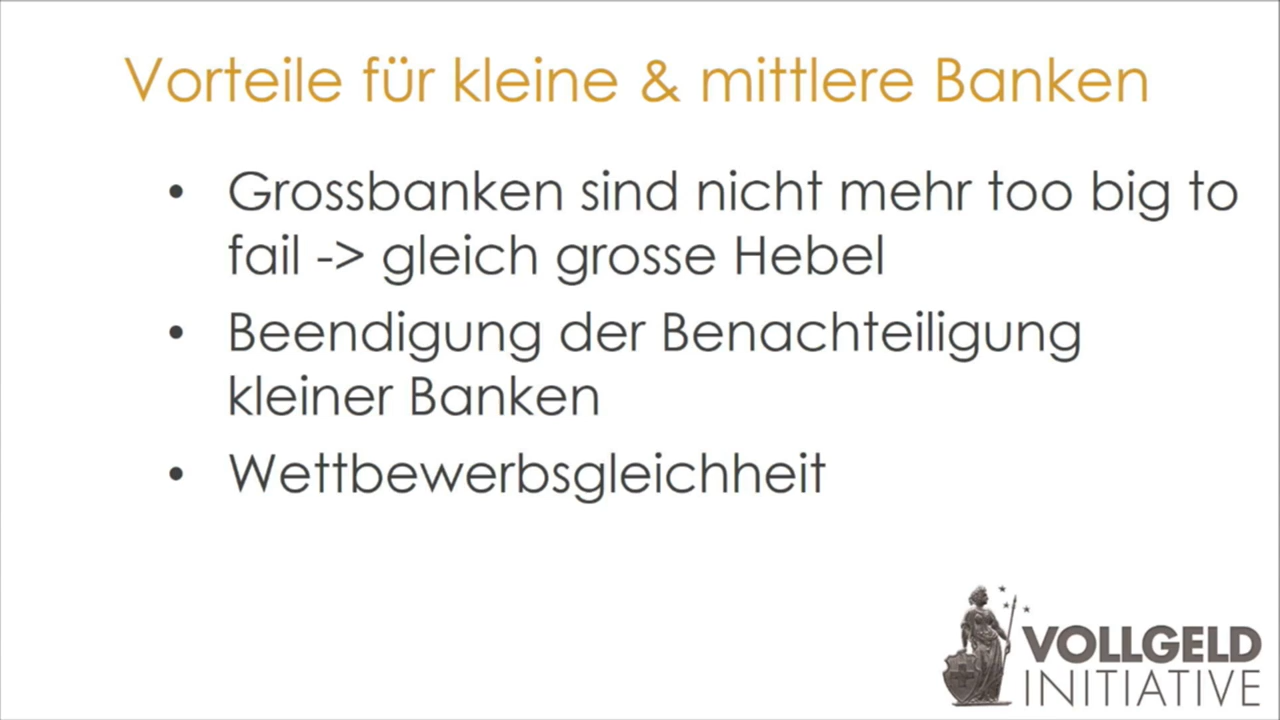 Vorteile für kleine & mittlere Banken
• Grossbanken sind nicht mehr too big to
fail -> gleich grosse Hebel
• Beendigung der Benachteiligung
kleiner Banken
• Wettbewerbsgleichheit
VOLLGELD
INITIATIVE